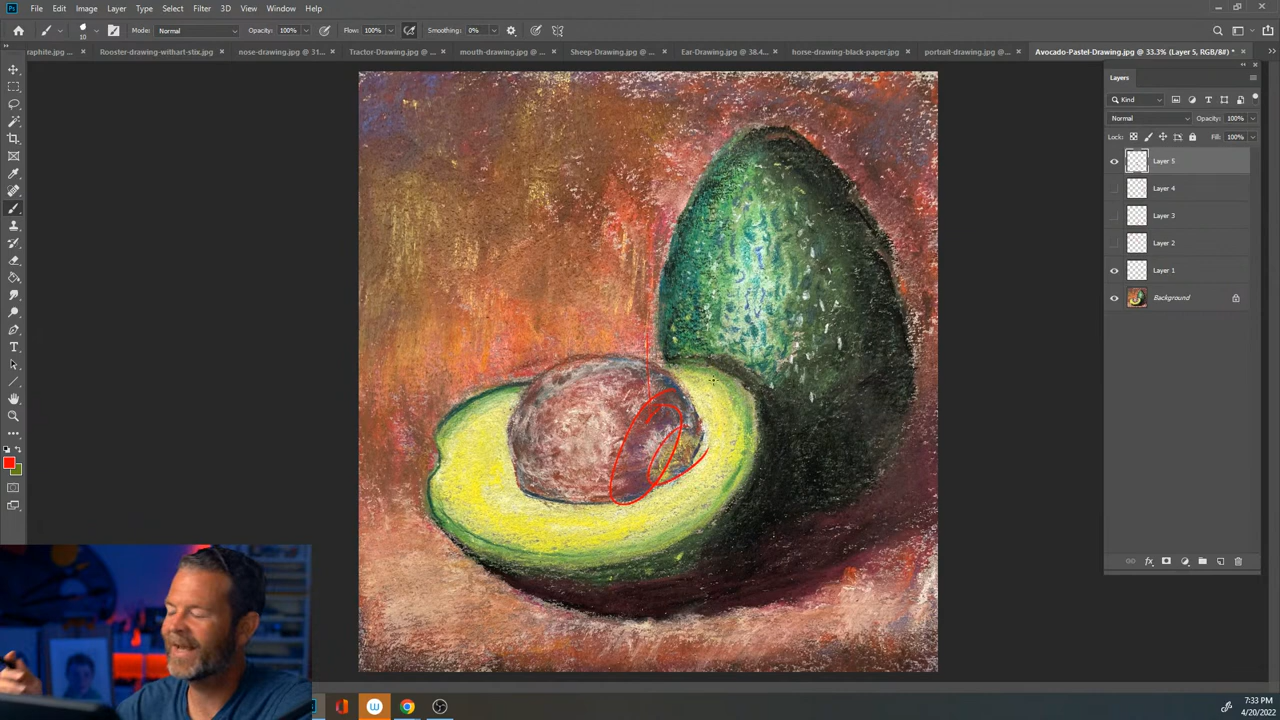 File Edit Image Layer Type Select Filter 3D View Window Help
Mode: Normal Opacity: 100% Flow: 100% Smoothing: 0%
raphite.jpg ... Rooster-drawing-withart-stix.jpg nose-drawing @ 31... Tractor-Drawing.jpg @ ... mouth-drawing.jpg @ ... Sheep-Drawing.jpg @ ... Ear-Drawing.jpg @ 38.4... horse-drawing-black-paper.jpg portrait-drawing.jpg @ ... Avocado-Pastel-Drawing.jpg @ 33.3% (Layer 5, RGB/8#) *
Layers
Kind
Normal Opacity: 100%
Lock: Fill: 100%
Layer 5
Layer 4
Layer 3
Layer 2
Layer 1
Background
7:33 PM
4/20/2022